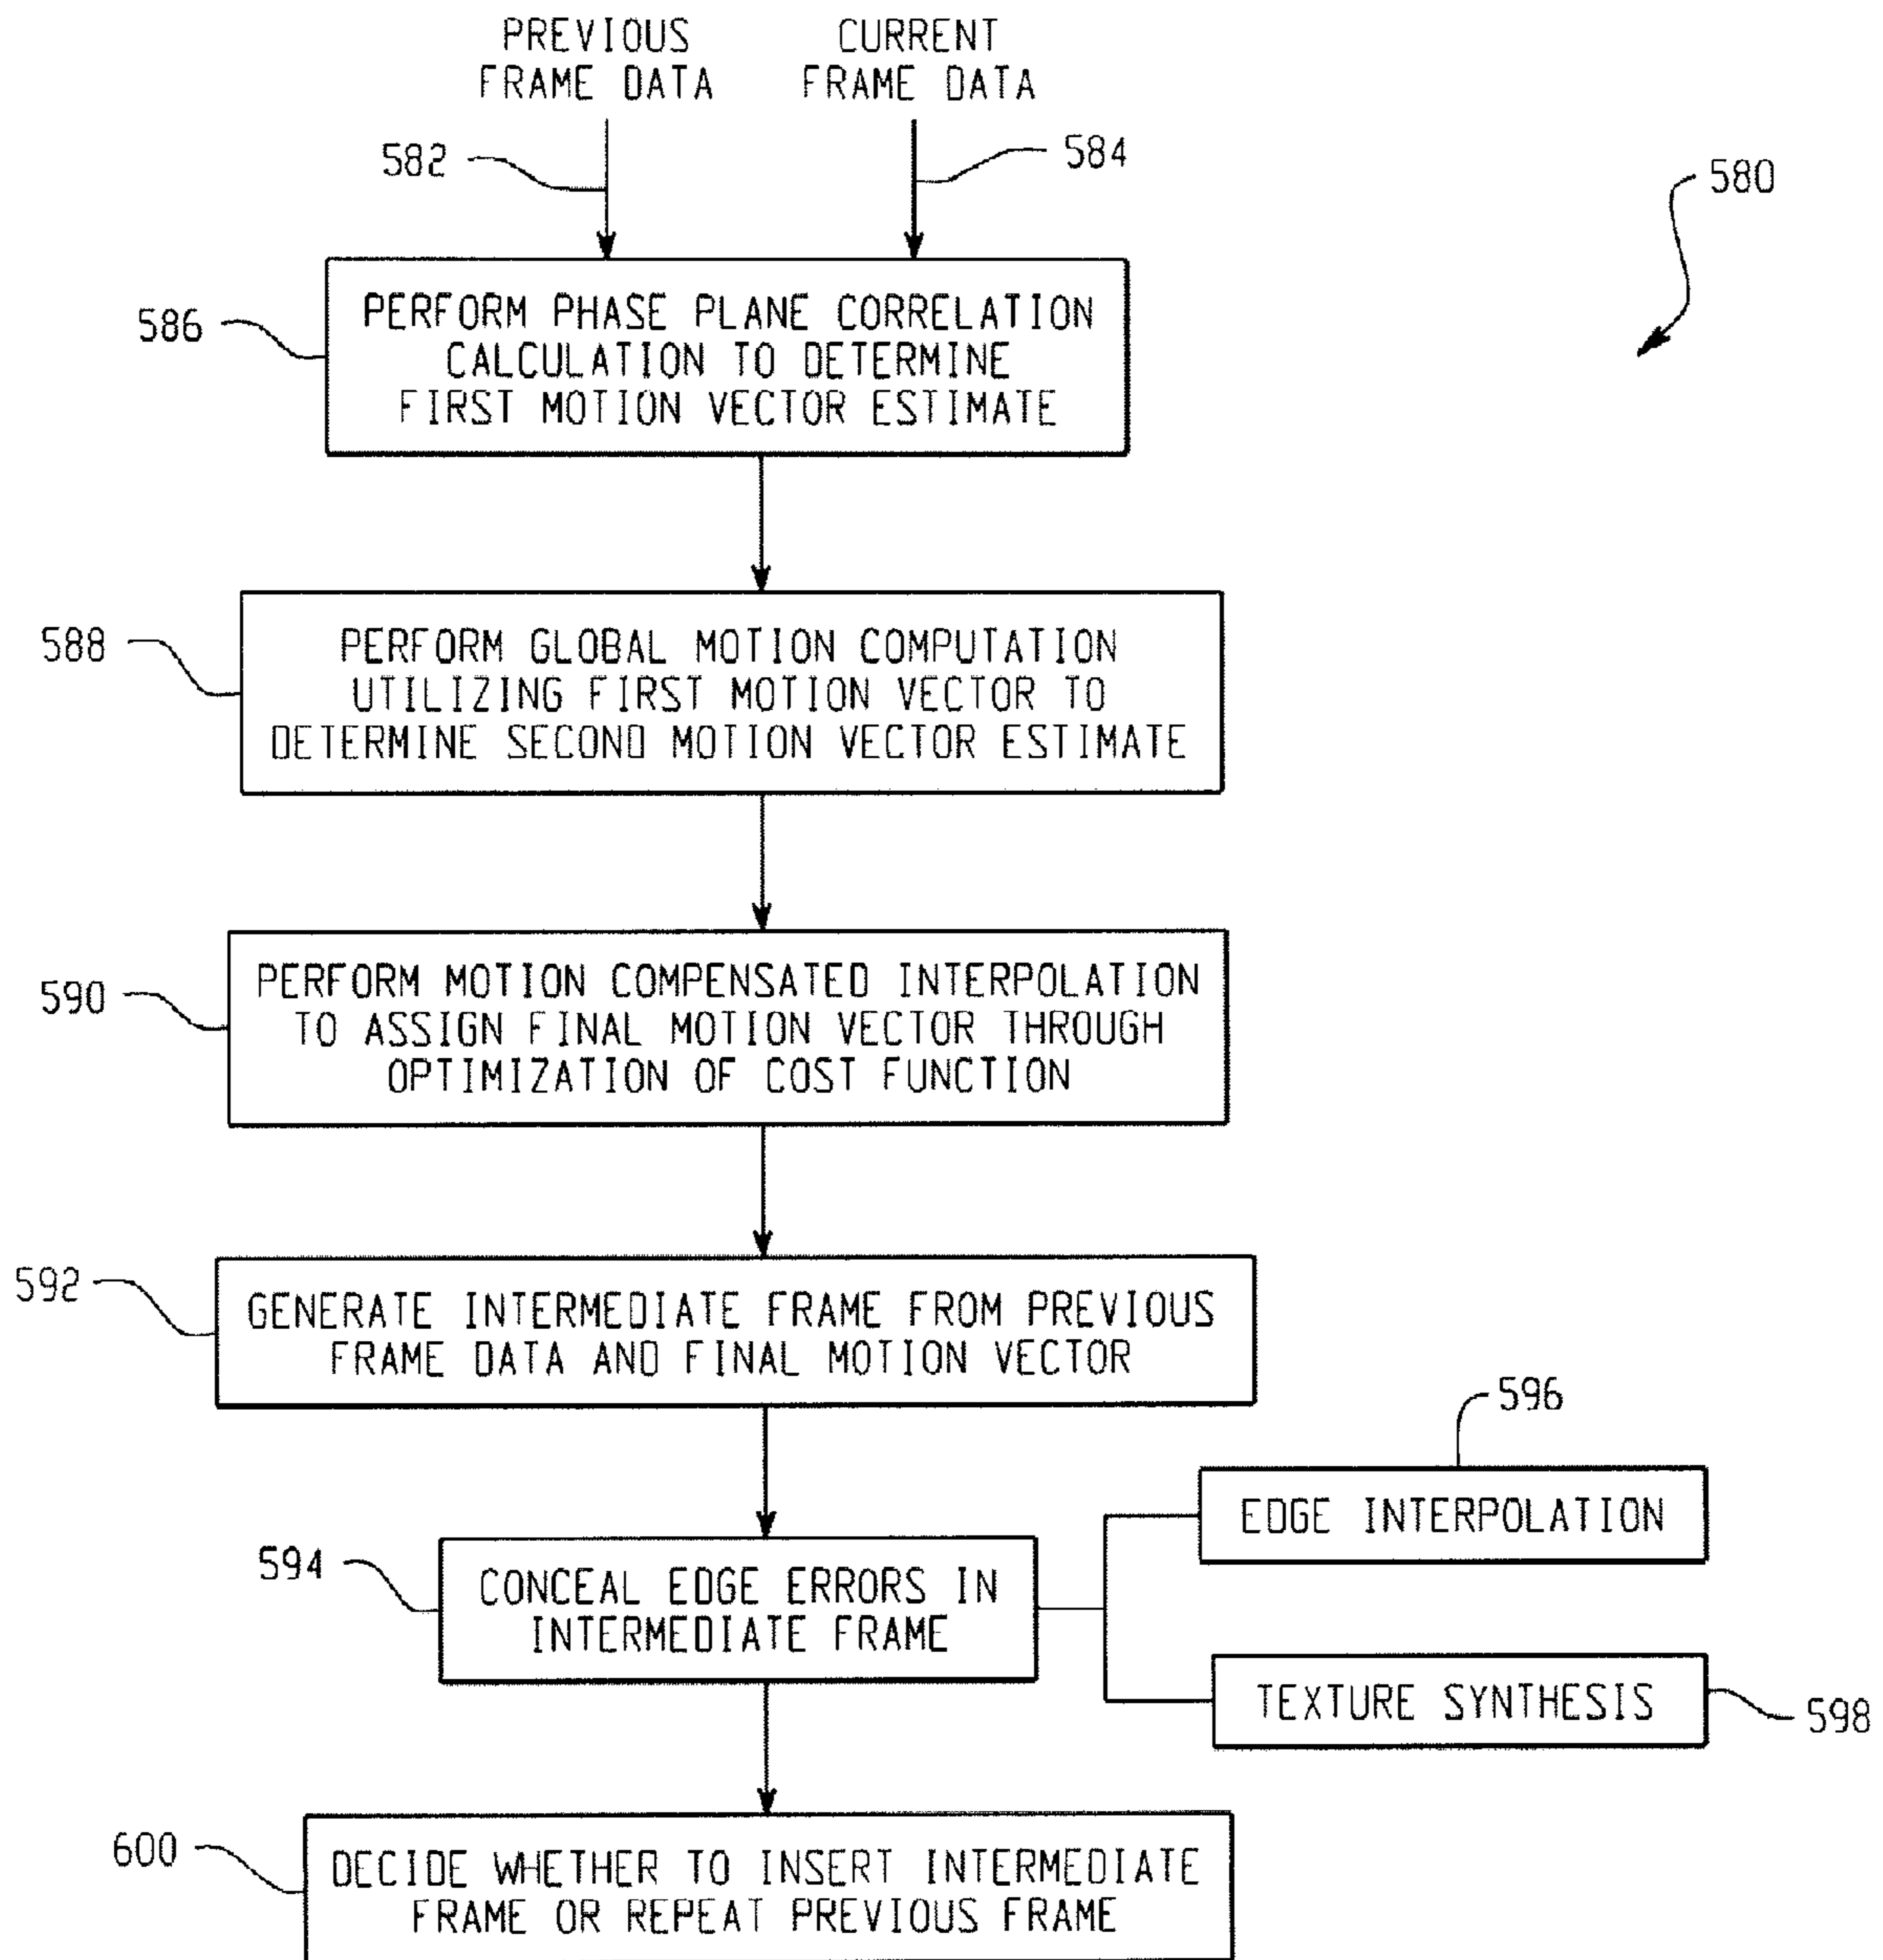 PREVIOUS
FRAME DATA
CURRENT
FRAME DATA
582
584
580
586
PERFORM PHASE PLANE CORRELATION
CALCULATION TO DETERMINE
FIRST MOTION VECTOR ESTIMATE
588
PERFORM GLOBAL MOTION COMPUTATION
UTILIZING FIRST MOTION VECTOR TO
DETERMINE SECOND MOTION VECTOR ESTIMATE
590
PERFORM MOTION COMPENSATED INTERPOLATION
TO ASSIGN FINAL MOTION VECTOR THROUGH
OPTIMIZATION OF COST FUNCTION
592
GENERATE INTERMEDIATE FRAME FROM PREVIOUS
FRAME DATA AND FINAL MOTION VECTOR
596
EDGE INTERPOLATION
594
CONCEAL EDGE ERRORS IN
INTERMEDIATE FRAME
TEXTURE SYNTHESIS
598
600
DECIDE WHETHER TO INSERT INTERMEDIATE
FRAME OR REPEAT PREVIOUS FRAME